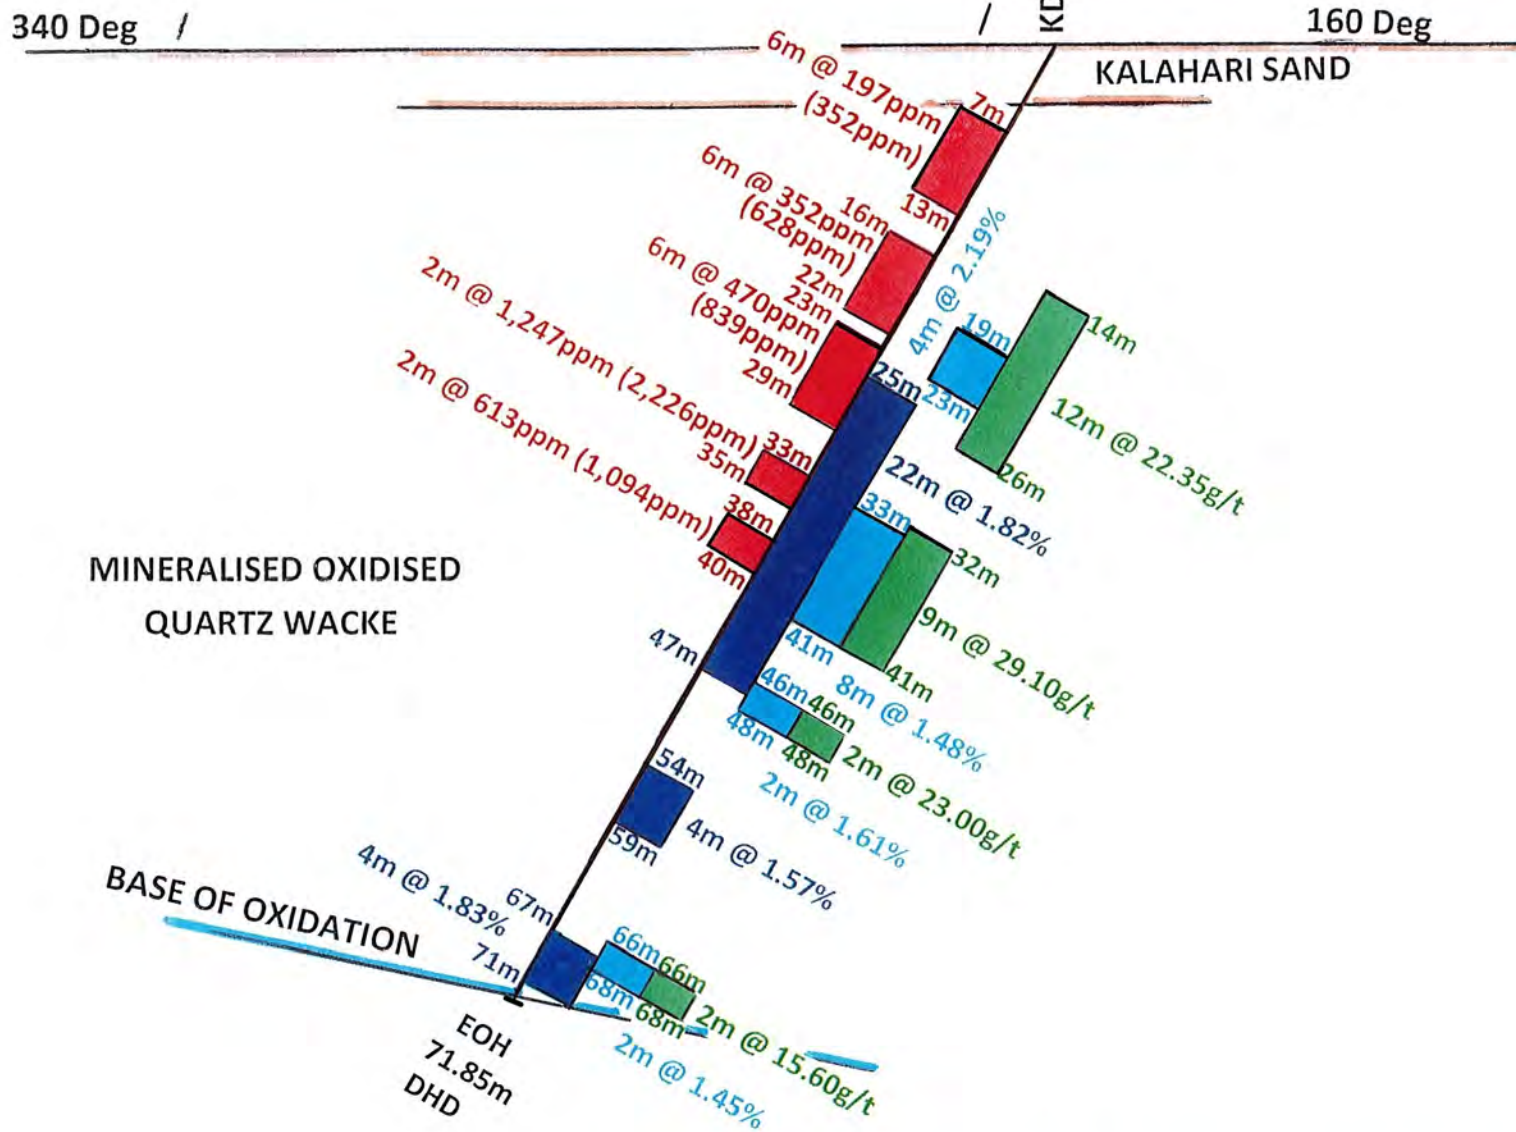 340 Deg /
/ KD
160 Deg
KALAHARI SAND
6m @ 197ppm
(352ppm)
7m
13m
6m @ 352ppm
(628ppm)
16m
22m
6m @ 470ppm
(839ppm)
23m
29m
2m @ 1,247ppm (2,226ppm)
33m
35m
2m @ 613ppm (1,094ppm)
38m
40m
4m @ 2.19%
19m
23m
14m
12m @ 22.35g/t
26m
25m
22m @ 1.82%
47m
33m
41m
8m @ 1.48%
32m
9m @ 29.10g/t
41m
46m
48m
2m @ 1.61%
46m
48m
2m @ 23.00g/t
54m
59m
4m @ 1.57%
MINERALISED OXIDISED
QUARTZ WACKE
4m @ 1.83%
67m
71m
BASE OF OXIDATION
66m
68m
2m @ 1.45%
66m
68m
2m @ 15.60g/t
EOH
71.85m
DHD